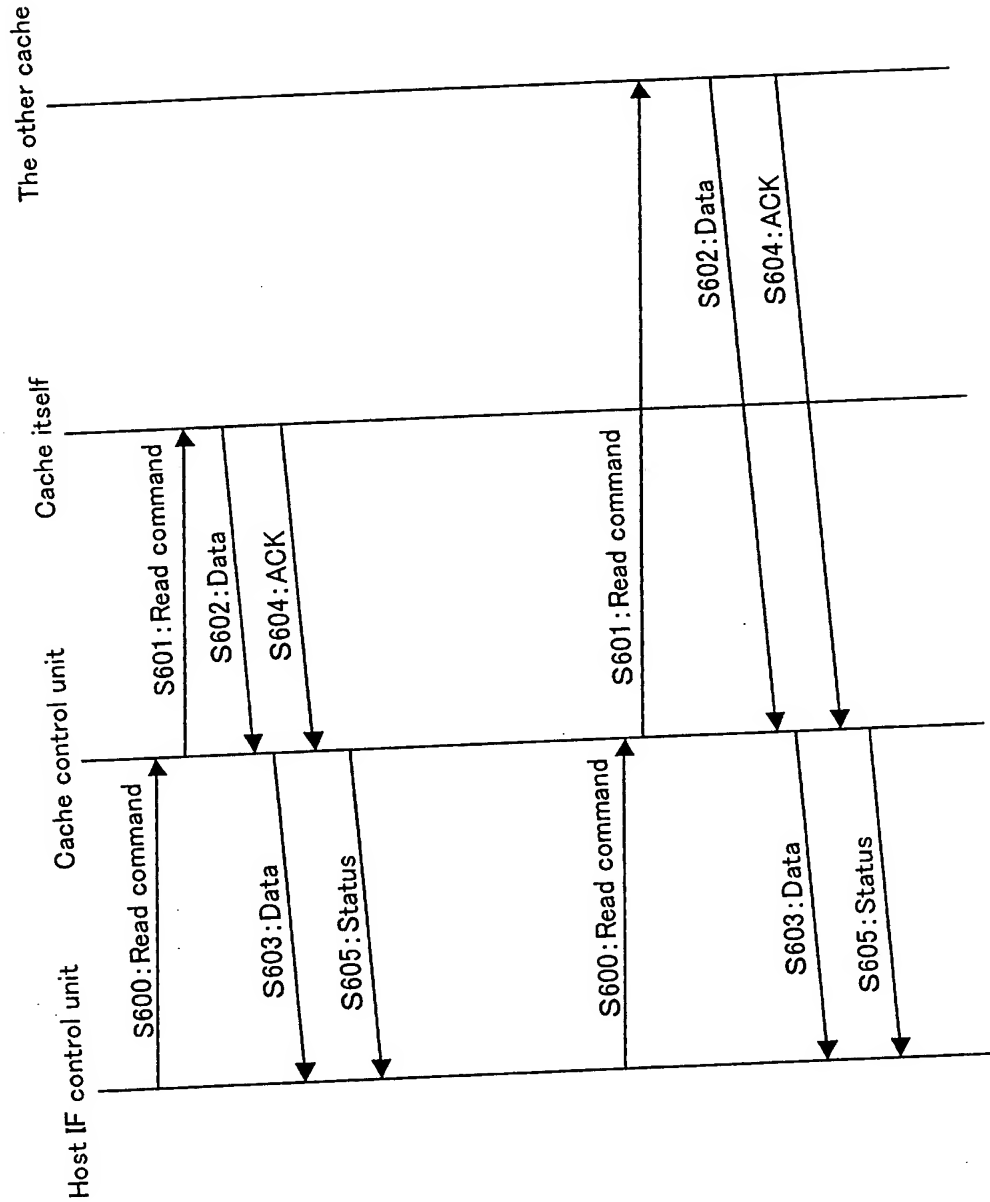 Host IF control unit
Cache control unit
Cache itself
The other cache
S600:Read command
S601:Read command
S602:Data
S604:ACK
S603:Data
S605:Status
S600:Read command
S601:Read command
S602:Data
S604:ACK
S603:Data
S605:Status